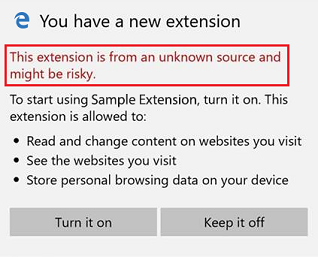 You have a new extension
This extension is from an unknown source and
might be risky.
To start using Sample Extension, turn it on. This
extension is allowed to:
• Read and change content on websites you visit
• See the websites you visit
• Store personal browsing data on your device
Turn it on
Keep it off